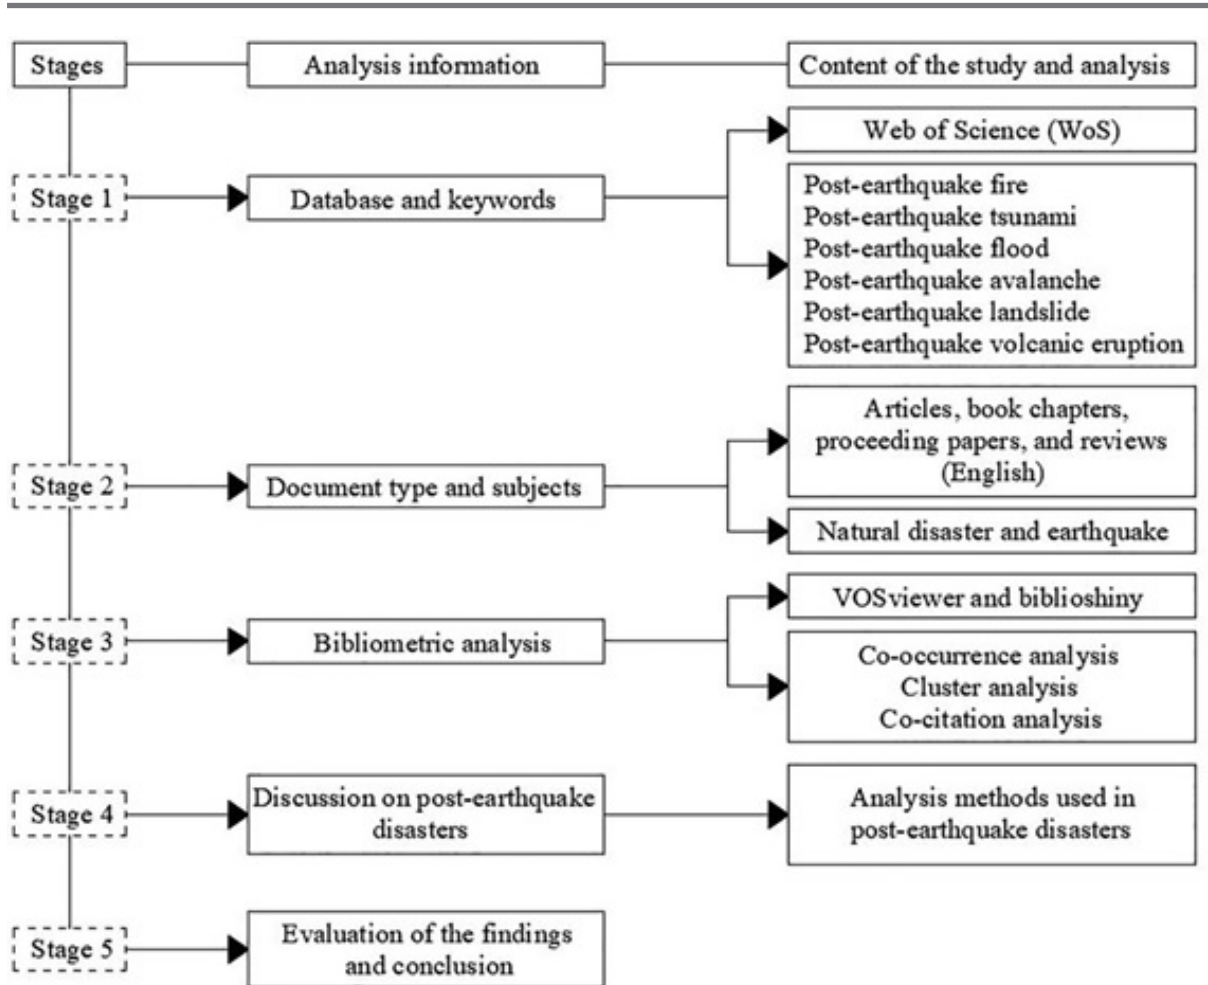 Stages
Analysis information
Content of the study and analysis
Stage 1
Database and keywords
Web of Science (WoS)
Post-earthquake fire
Post-earthquake tsunami
Post-earthquake flood
Post-earthquake avalanche
Post-earthquake landslide
Post-earthquake volcanic eruption
Stage 2
Document type and subjects
Articles, book chapters,
proceeding papers, and reviews
(English)
Natural disaster and earthquake
Stage 3
Bibliometric analysis
VOSviewer and biblioshiny
Co-occurrence analysis
Cluster analysis
Co-citation analysis
Stage 4
Discussion on post-earthquake
disasters
Analysis methods used in
post-earthquake disasters
Stage 5
Evaluation of the findings
and conclusion